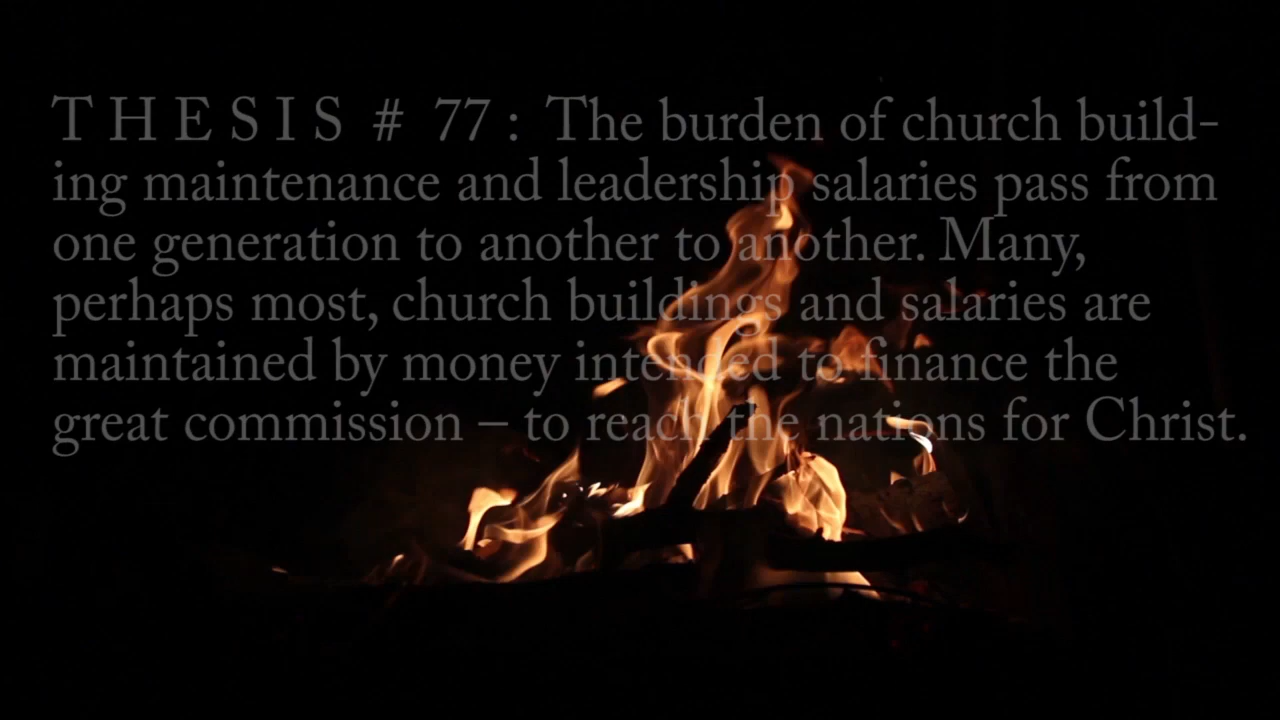 THESIS # 77: The burden of church build-
ing maintenance and leadership salaries pass from
one generation to another to another. Many,
perhaps most, church buildings and salaries are
maintained by money intended to finance the
great commission – to reach the nations for Christ.